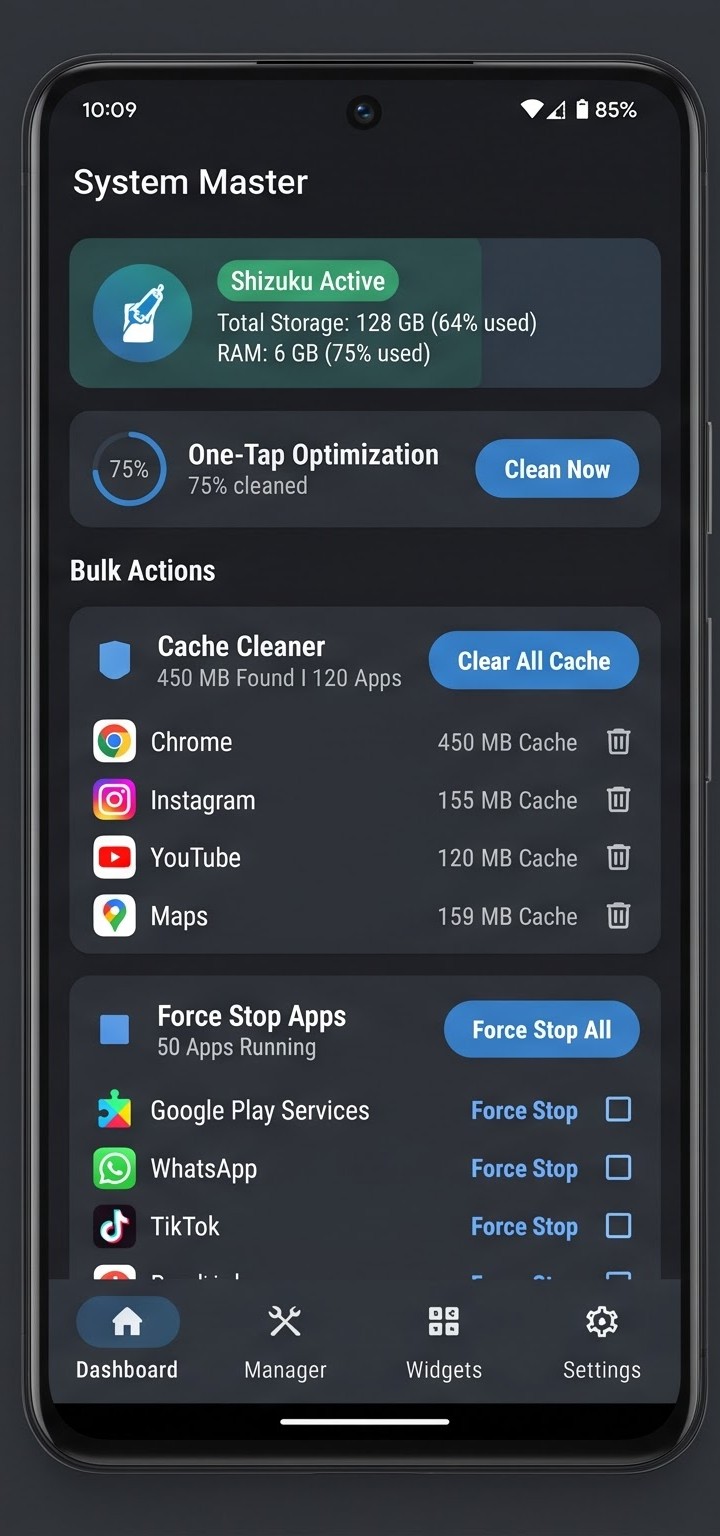 10:09
85%
System Master
Shizuku Active
Total Storage: 128 GB (64% used)
RAM: 6 GB (75% used)
75%
One-Tap Optimization
75% cleaned
Clean Now
Bulk Actions
Cache Cleaner
450 MB Found I 120 Apps
Clear All Cache
Chrome 450 MB Cache
Instagram 155 MB Cache
YouTube 120 MB Cache
Maps 159 MB Cache
Force Stop Apps
50 Apps Running
Force Stop All
Google Play Services Force Stop
WhatsApp Force Stop
TikTok Force Stop
Dashboard
Manager
Widgets
Settings